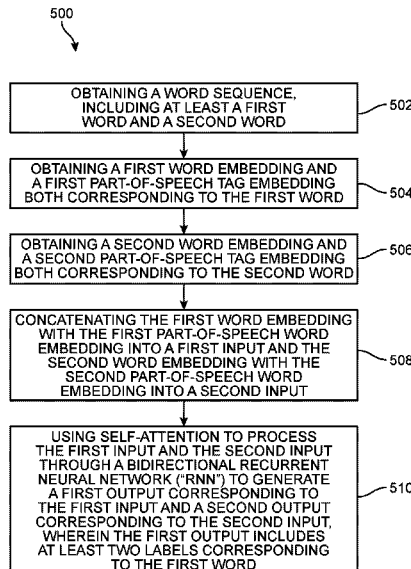 500
OBTAINING A WORD SEQUENCE,
INCLUDING AT LEAST A FIRST
WORD AND A SECOND WORD
502
OBTAINING A FIRST WORD EMBEDDING AND
A FIRST PART-OF-SPEECH TAG EMBEDDING
BOTH CORRESPONDING TO THE FIRST WORD
504
OBTAINING A SECOND WORD EMBEDDING AND
A SECOND PART-OF-SPEECH TAG EMBEDDING
BOTH CORRESPONDING TO THE SECOND WORD
506
CONCATENATING THE FIRST WORD EMBEDDING
WITH THE FIRST PART-OF-SPEECH WORD
EMBEDDING INTO A FIRST INPUT AND THE
SECOND WORD EMBEDDING WITH THE
SECOND PART-OF-SPEECH WORD
EMBEDDING INTO A SECOND INPUT
508
USING SELF-ATTENTION TO PROCESS
THE FIRST INPUT AND THE SECOND INPUT
THROUGH A BIDIRECTIONAL RECURRENT
NEURAL NETWORK ("RNN") TO GENERATE
A FIRST OUTPUT CORRESPONDING TO
THE FIRST INPUT AND A SECOND OUTPUT
CORRESPONDING TO THE SECOND INPUT,
WHEREIN THE FIRST OUTPUT INCLUDES
AT LEAST TWO LABELS CORRESPONDING
TO THE FIRST WORD
510